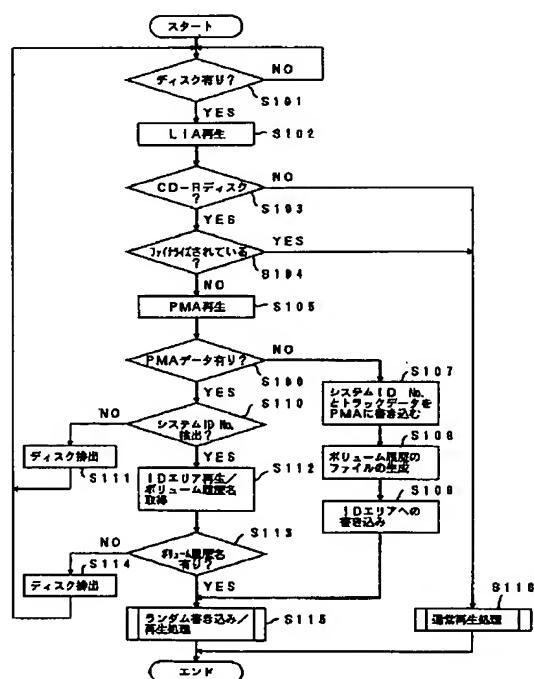 スタート
ディスク有り?
NO
S101
YES
LIA再生
S102
CD-Rディスク
?
NO
S103
YES
ファイナライズされている
?
YES
S104
NO
PMA再生
S105
PMAデータ有り?
NO
S106
YES
S107
システムID No.
とトラックデータを
PMAに書き込む
S110
システムID No.
検出?
NO
YES
S108
ボリューム履歴の
ファイルの生成
ディスク排出
S111
IDエリア再生/
ボリューム履歴名
取得
S112
S109
IDエリアへの
書き込み
S113
ボリューム履歴名
有り?
NO
YES
S114
ディスク排出
ランダム書き込み/
再生処理
S115
S116
通常再生処理
エンド